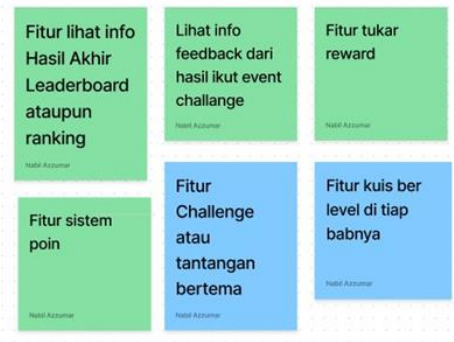 Fitur lihat info
Hasil Akhir
Leaderboard
ataupun
ranking
Nabil Azzumar
Lihat info
feedback dari
hasil ikut event
challange
Nabil Azzumar
Fitur tukar
reward
Nabil Azzumar
Fitur sistem
poin
Nabil Azzumar
Fitur
Challenge
atau
tantangan
bertema
Nabil Azzumar
Fitur kuis ber
level di tiap
babnya
Nabil Azzumar